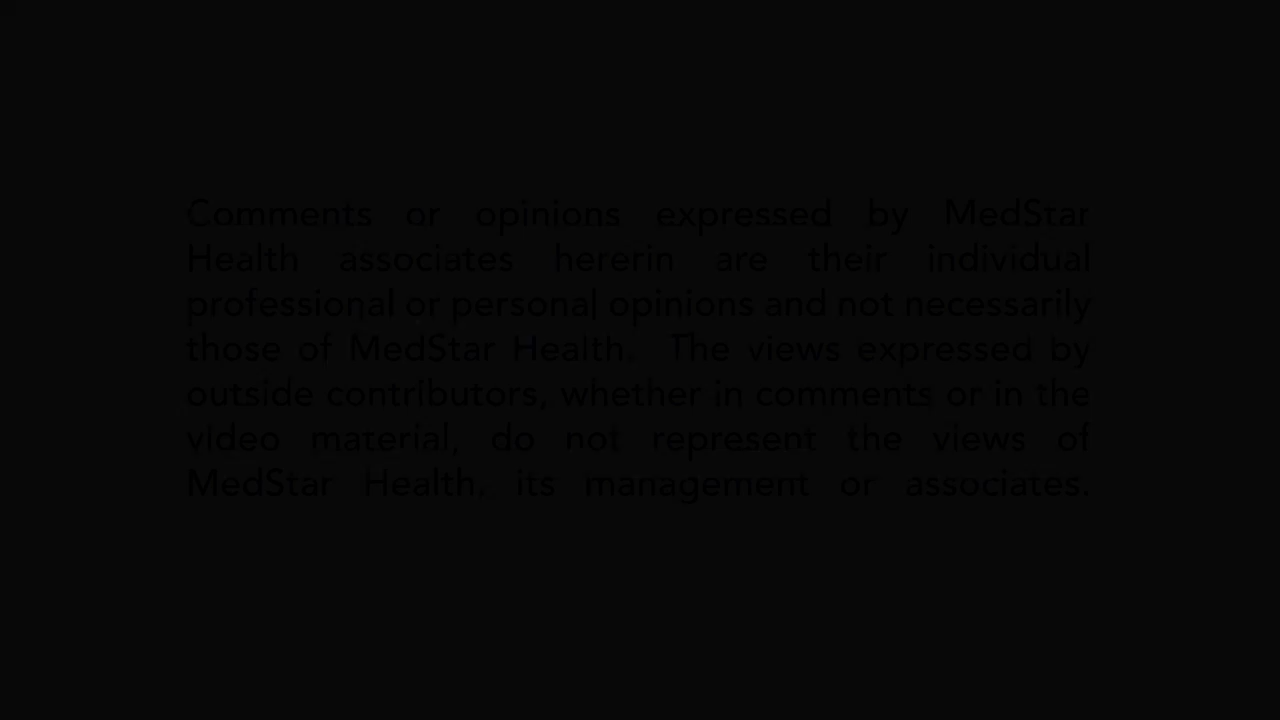 Comments or opinions expressed by MedStar
Health associates hererin are their individual
professional or personal opinions and not necessarily
those of MedStar Health. The views expressed by
outside contributors, whether in comments or in the
video material, do not represent the views of
MedStar Health, its management or associates.